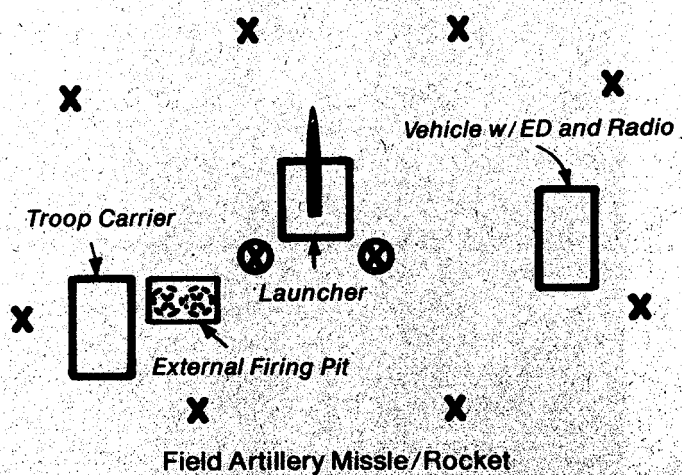 Vehicle w/ED and Radio
Troop Carrier
Launcher
External Firing Pit
Field Artillery Missle/Rocket